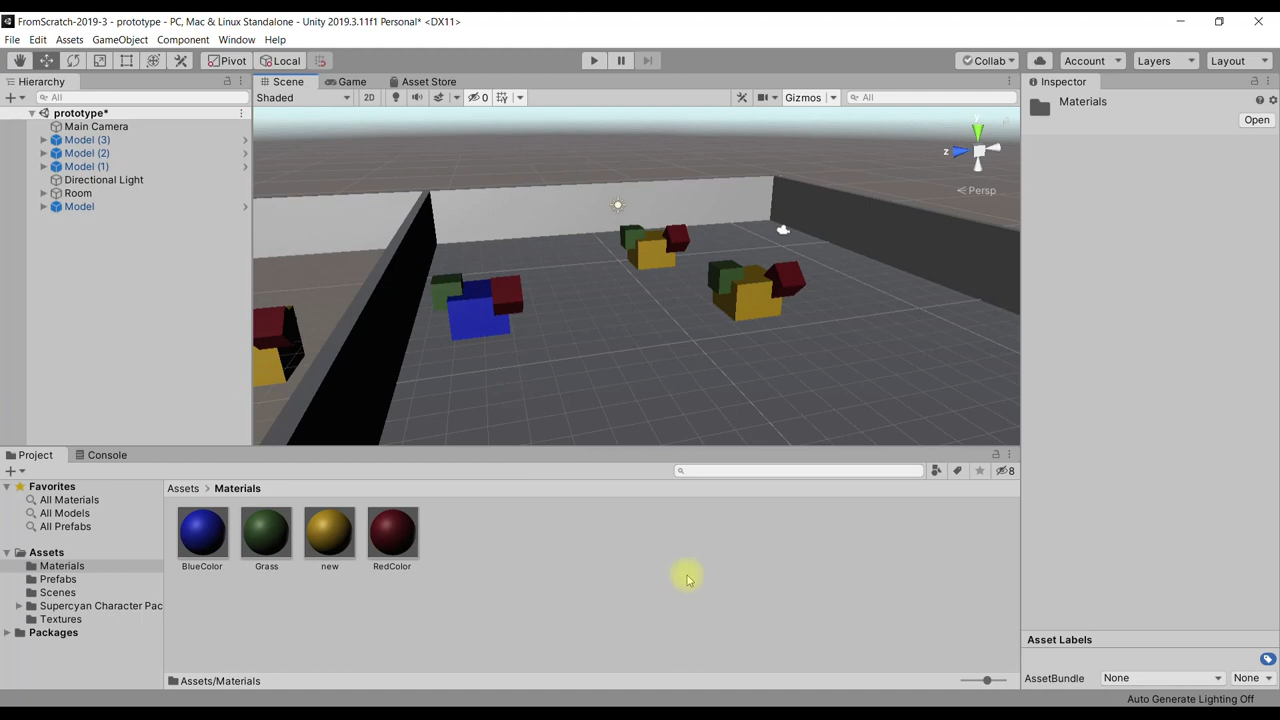 FromScratch-2019-3 - prototype - PC, Mac & Linux Standalone - Unity 2019.3.11f1 Personal* <DX11>
File Edit Assets GameObject Component Window Help
Pivot Local Collab Account Layers Layout
Hierarchy Scene Game Asset Store Inspector
All Shaded 2D 0 Gizmos All Materials
Open
prototype*
Main Camera
Model (3)
Model (2)
Model (1)
Directional Light
Room
Model
y
z
Persp
Project Console
8
Favorites
All Materials
All Models
All Prefabs
Assets
Materials
Prefabs
Scenes
Supercyan Character Pac
Textures
Packages
Assets > Materials
BlueColor Grass new RedColor
Assets/Materials
Asset Labels
AssetBundle None None
Auto Generate Lighting Off